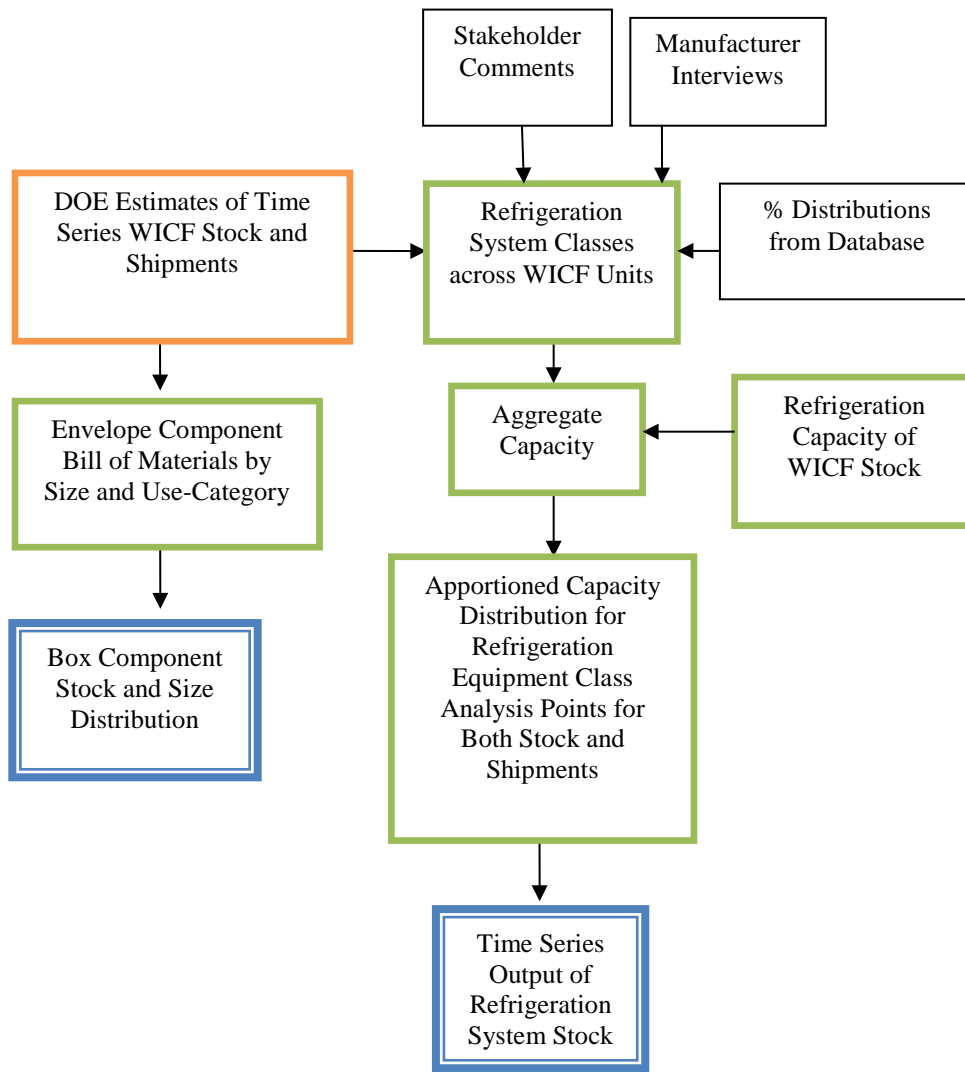 Stakeholder
Comments
Manufacturer
Interviews
DOE Estimates of Time
Series WICF Stock and
Shipments
Refrigeration
System Classes
across WICF Units
% Distributions
from Database
Envelope Component
Bill of Materials by
Size and Use-Category
Aggregate
Capacity
Refrigeration
Capacity of
WICF Stock
Box Component
Stock and Size
Distribution
Apportioned Capacity
Distribution for
Refrigeration
Equipment Class
Analysis Points for
Both Stock and
Shipments
Time Series
Output of
Refrigeration
System Stock